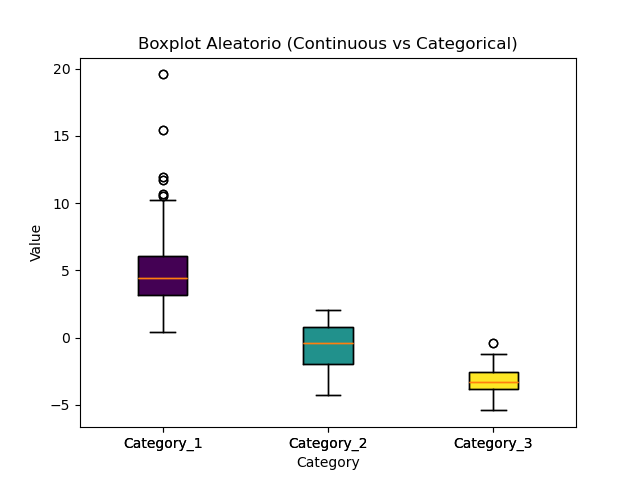 Boxplot Aleatorio (Continuous vs Categorical)
20
15
10
5
0
−5
Value
Category_1 Category_2 Category_3
Category